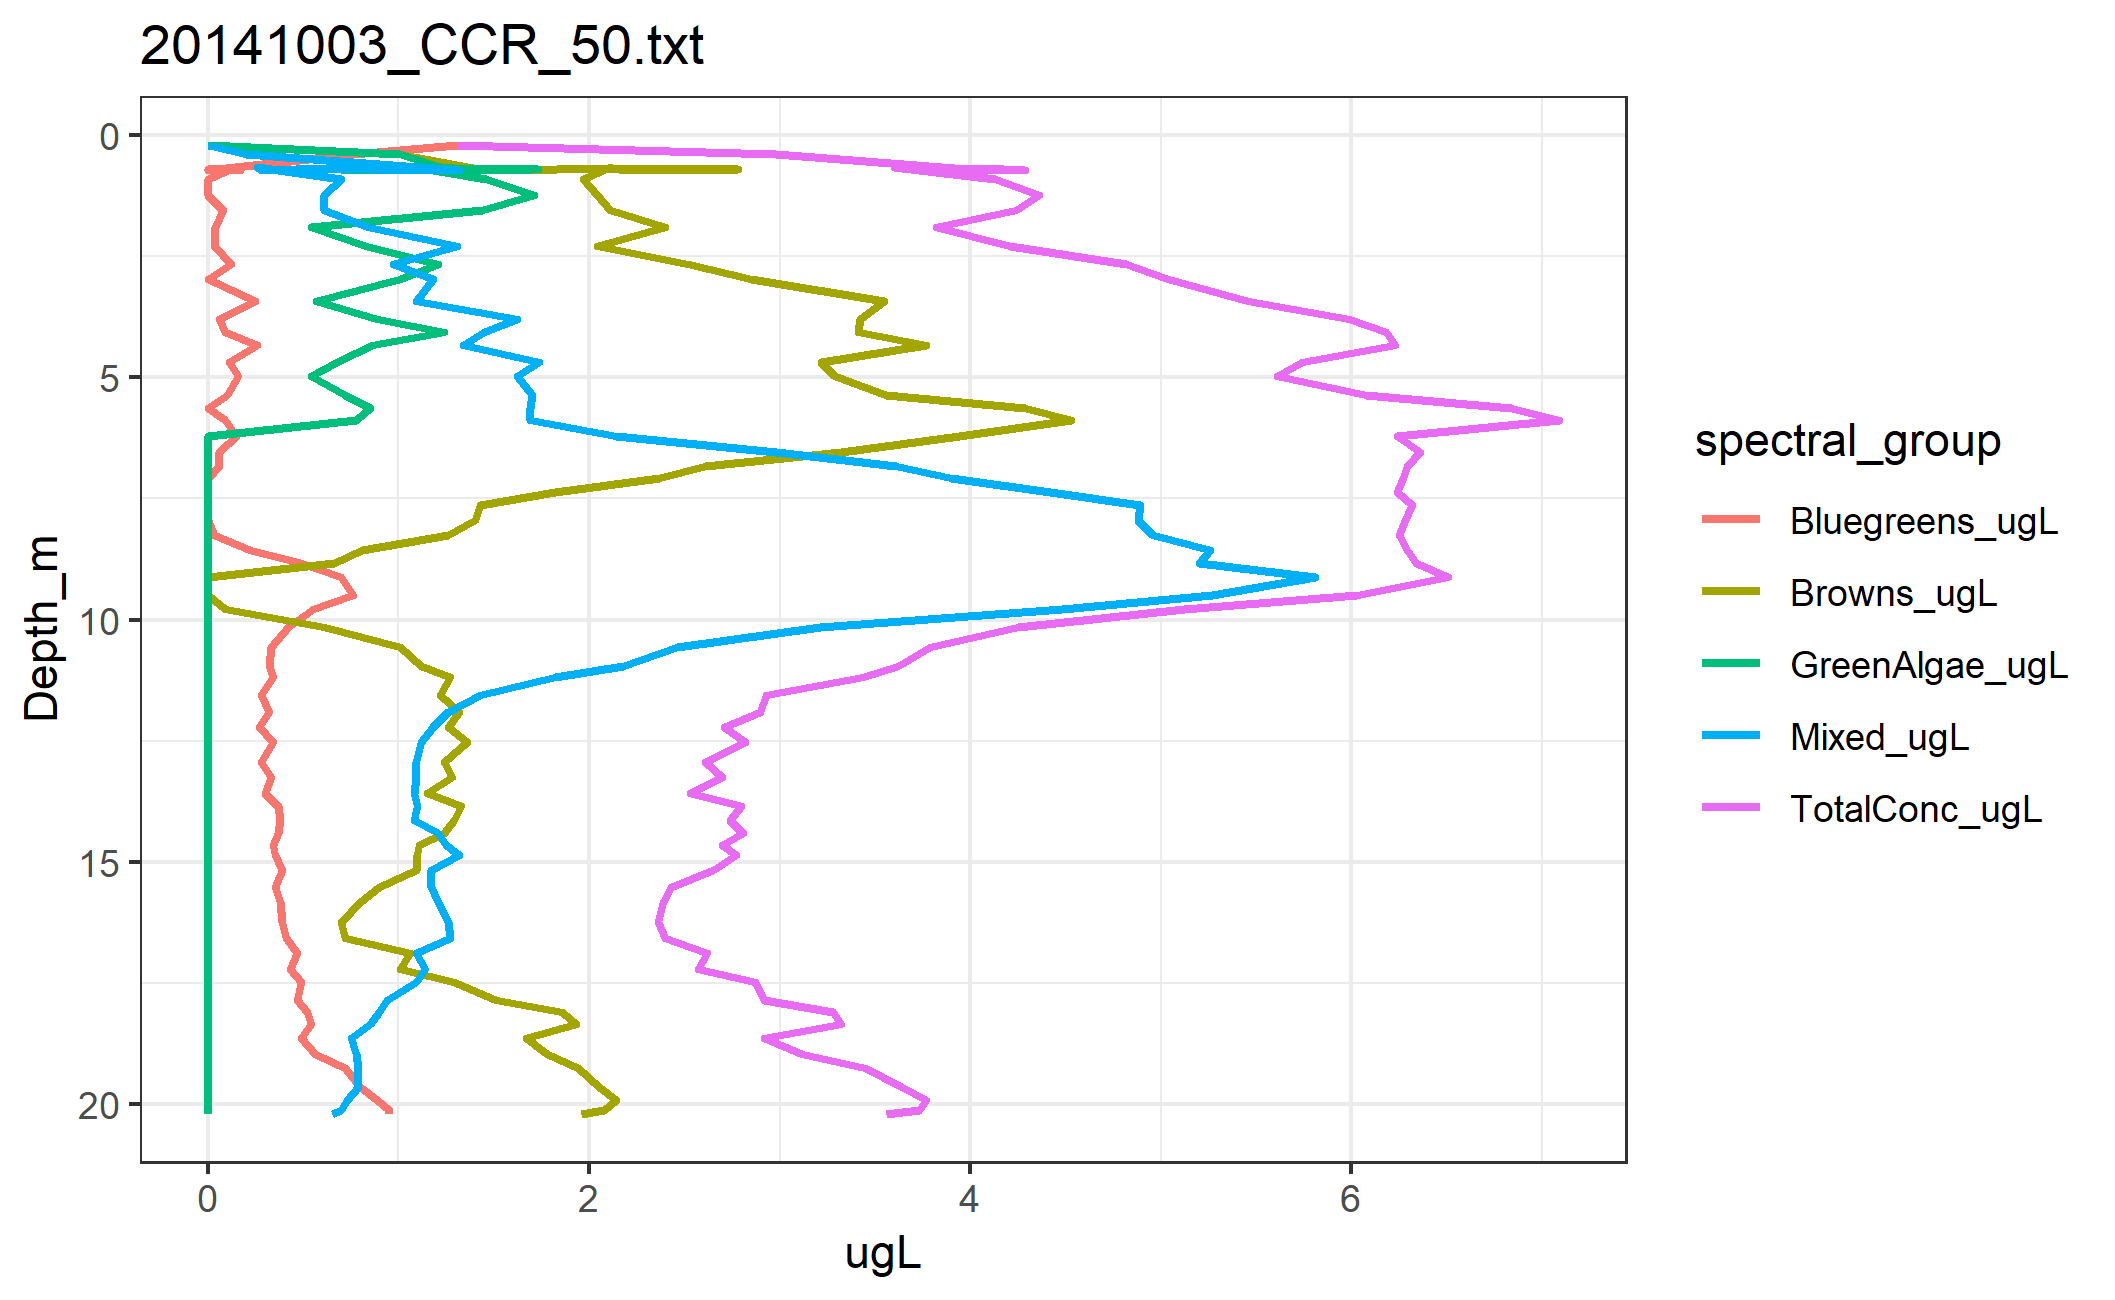 20141003_CCR_50.txt
0
5
10
15
20
Depth_m
0 2 4 6
ugL
spectral_group
Bluegreens_ugL
Browns_ugL
GreenAlgae_ugL
Mixed_ugL
TotalConc_ugL